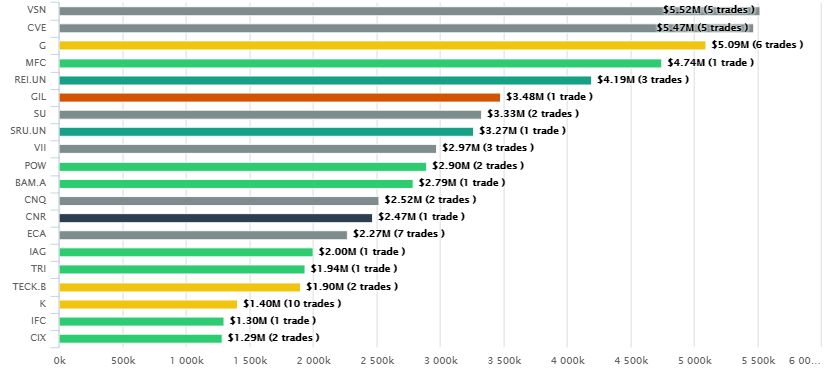 VSN $5.52M (5 trades )
CVE $5.47M (5 trades )
G $5.09M (6 trades )
MFC $4.74M (1 trade )
REI.UN $4.19M (3 trades )
GIL $3.48M (1 trade )
SU $3.33M (2 trades )
SRU.UN $3.27M (1 trade )
VII $2.97M (3 trades )
POW $2.90M (2 trades )
BAM.A $2.79M (1 trade )
CNQ $2.52M (2 trades )
CNR $2.47M (1 trade )
ECA $2.27M (7 trades )
IAG $2.00M (1 trade )
TRI $1.94M (1 trade )
TECK.B $1.90M (2 trades )
K $1.40M (10 trades )
IFC $1.30M (1 trade )
CIX $1.29M (2 trades )
0k 500k 1 000k 1 500k 2 000k 2 500k 3 000k 3 500k 4 000k 4 500k 5 000k 5 500k 6 00...